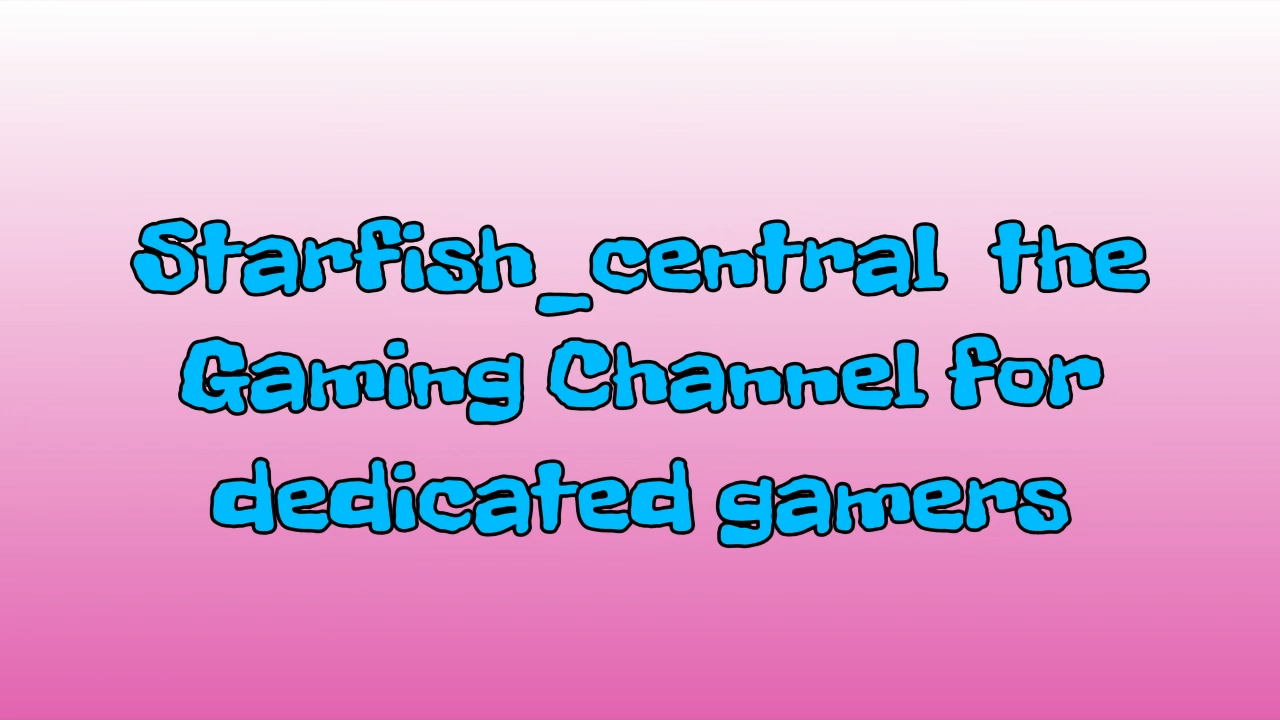 Starfish_central the
Gaming Channel for
dedicated gamers